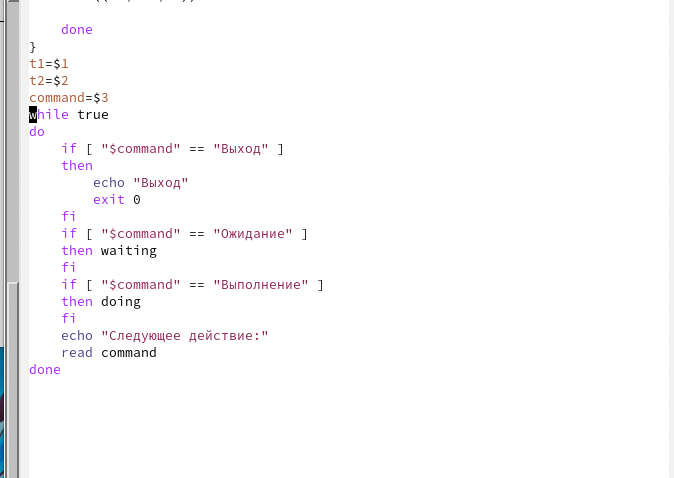 done
}
t1=$1
t2=$2
command=$3
while true
do
if [ "$command" == "Выход" ]
then
echo "Выход"
exit 0
fi
if [ "$command" == "Ожидание" ]
then waiting
fi
if [ "$command" == "Выполнение" ]
then doing
fi
echo "Следующее действие:"
read command
done